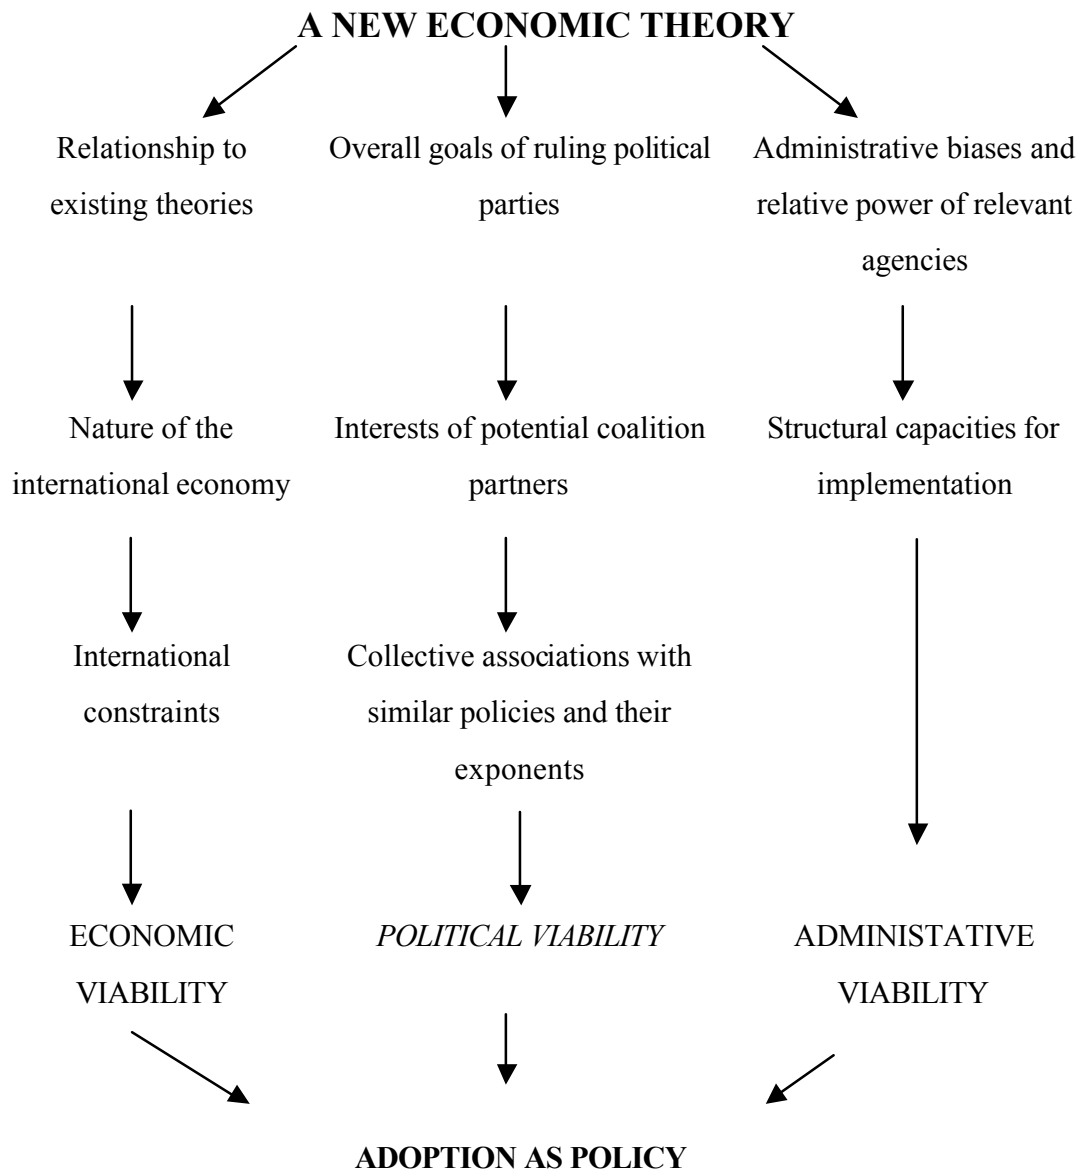 A NEW ECONOMIC THEORY
Relationship to
existing theories
Overall goals of ruling political
parties
Administrative biases and
relative power of relevant
agencies
Nature of the
international economy
Interests of potential coalition
partners
Structural capacities for
implementation
International
constraints
Collective associations with
similar policies and their
exponents
ECONOMIC
VIABILITY
POLITICAL VIABILITY
ADMINISTATIVE
VIABILITY
ADOPTION AS POLICY